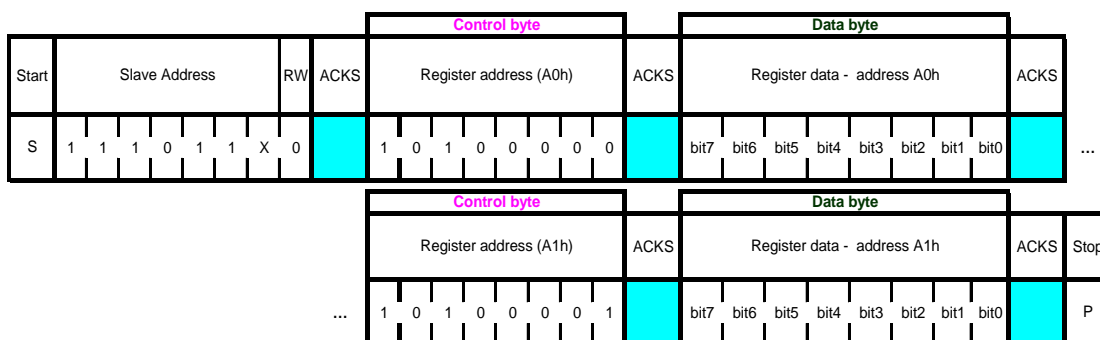 Control byte Data byte
Start Slave Address RW ACKS Register address (A0h) ACKS Register data - address A0h ACKS
S 1 1 1 0 1 1 X 0 1 0 1 0 0 0 0 0 bit7 bit6 bit5 bit4 bit3 bit2 bit1 bit0 ...
Control byte Data byte
Register address (A1h) ACKS Register data - address A1h ACKS Stop
... 1 0 1 0 0 0 0 1 bit7 bit6 bit5 bit4 bit3 bit2 bit1 bit0 P